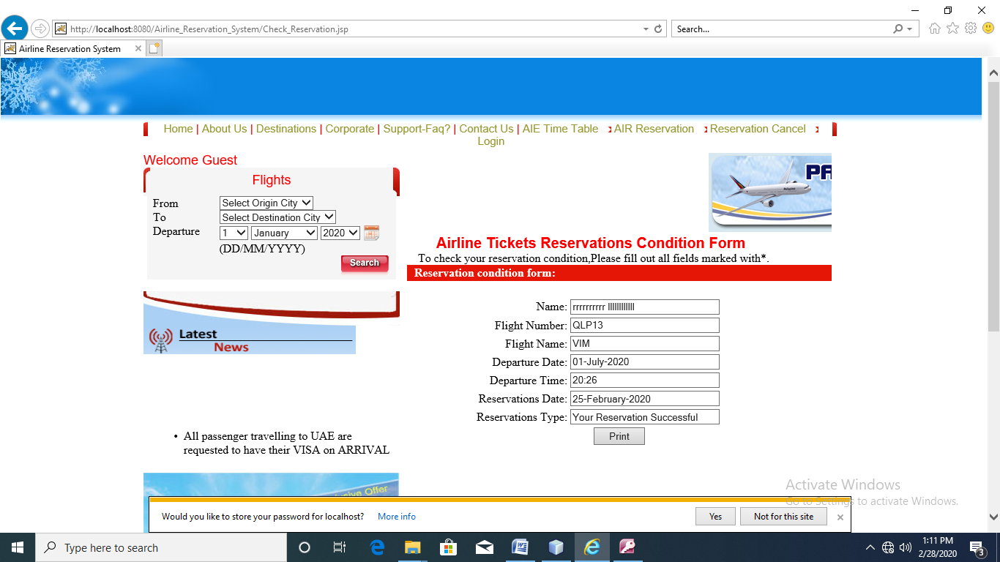 http://localhost:8080/Airline_Reservation_System/Check_Reservation.jsp
Search...
Airline Reservation System
Home | About Us | Destinations | Corporate | Support-Faq? | Contact Us | AIE Time Table AIR Reservation Reservation Cancel
Login
Welcome Guest
Flights
From Select Origin City
To Select Destination City
Departure 1 January 2020
(DD/MM/YYYY)
Search
Latest
News
• All passenger travelling to UAE are
requested to have their VISA on ARRIVAL
Offer
PA
Airline Tickets Reservations Condition Form
To check your reservation condition,Please fill out all fields marked with*.
Reservation condition form:
Name: rrrrrrrrrr llllllllllll
Flight Number: QLP13
Flight Name: VIM
Departure Date: 01-July-2020
Departure Time: 20:26
Reservations Date: 25-February-2020
Reservations Type: Your Reservation Successful
Print
Activate Windows
Go to Settings to activate Windows.
Would you like to store your password for localhost? More info Yes Not for this site
Type here to search
1:11 PM
2/28/2020
3